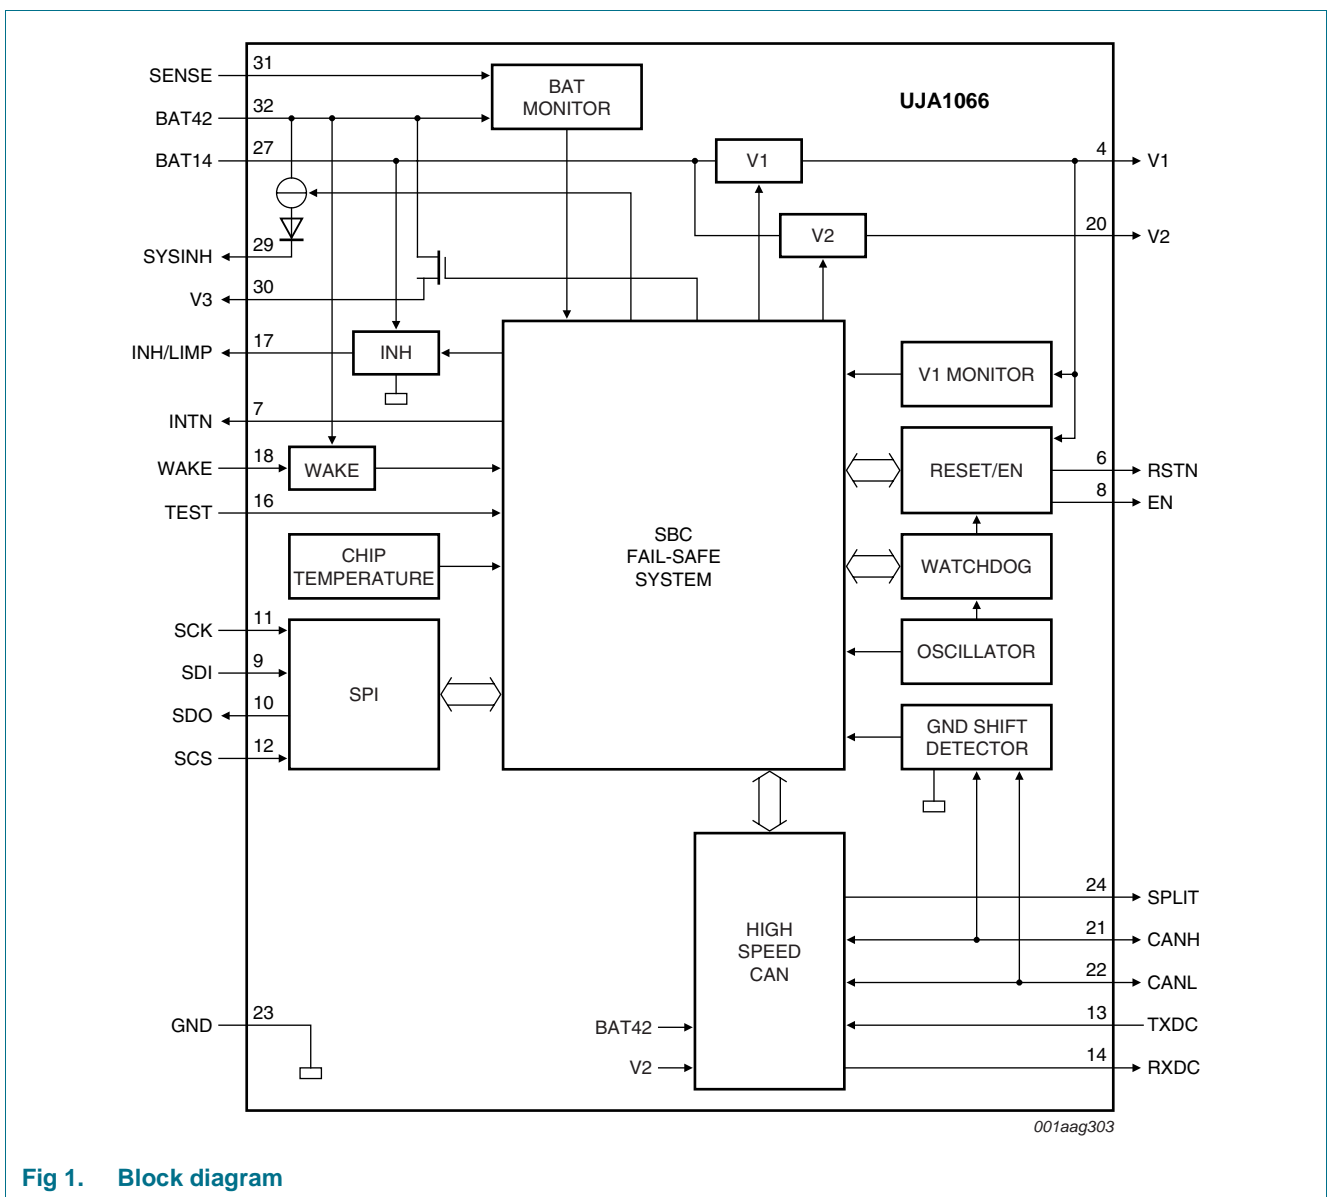 SENSE
31
BAT42
32
BAT14
27
SYSINH
29
V3
30
INH/LIMP
17
INTN
7
WAKE
18
TEST
16
SCK
11
SDI
9
SDO
10
SCS
12
GND
23
BAT
MONITOR
UJA1066
V1
V2
INH
WAKE
CHIP
TEMPERATURE
SPI
SBC
FAIL-SAFE
SYSTEM
V1 MONITOR
RESET/EN
WATCHDOG
OSCILLATOR
GND SHIFT
DETECTOR
HIGH
SPEED
CAN
BAT42
V2
4
V1
20
V2
6
RSTN
8
EN
24
SPLIT
21
CANH
22
CANL
13
TXDC
14
RXDC
001aag303
Fig 1. Block diagram